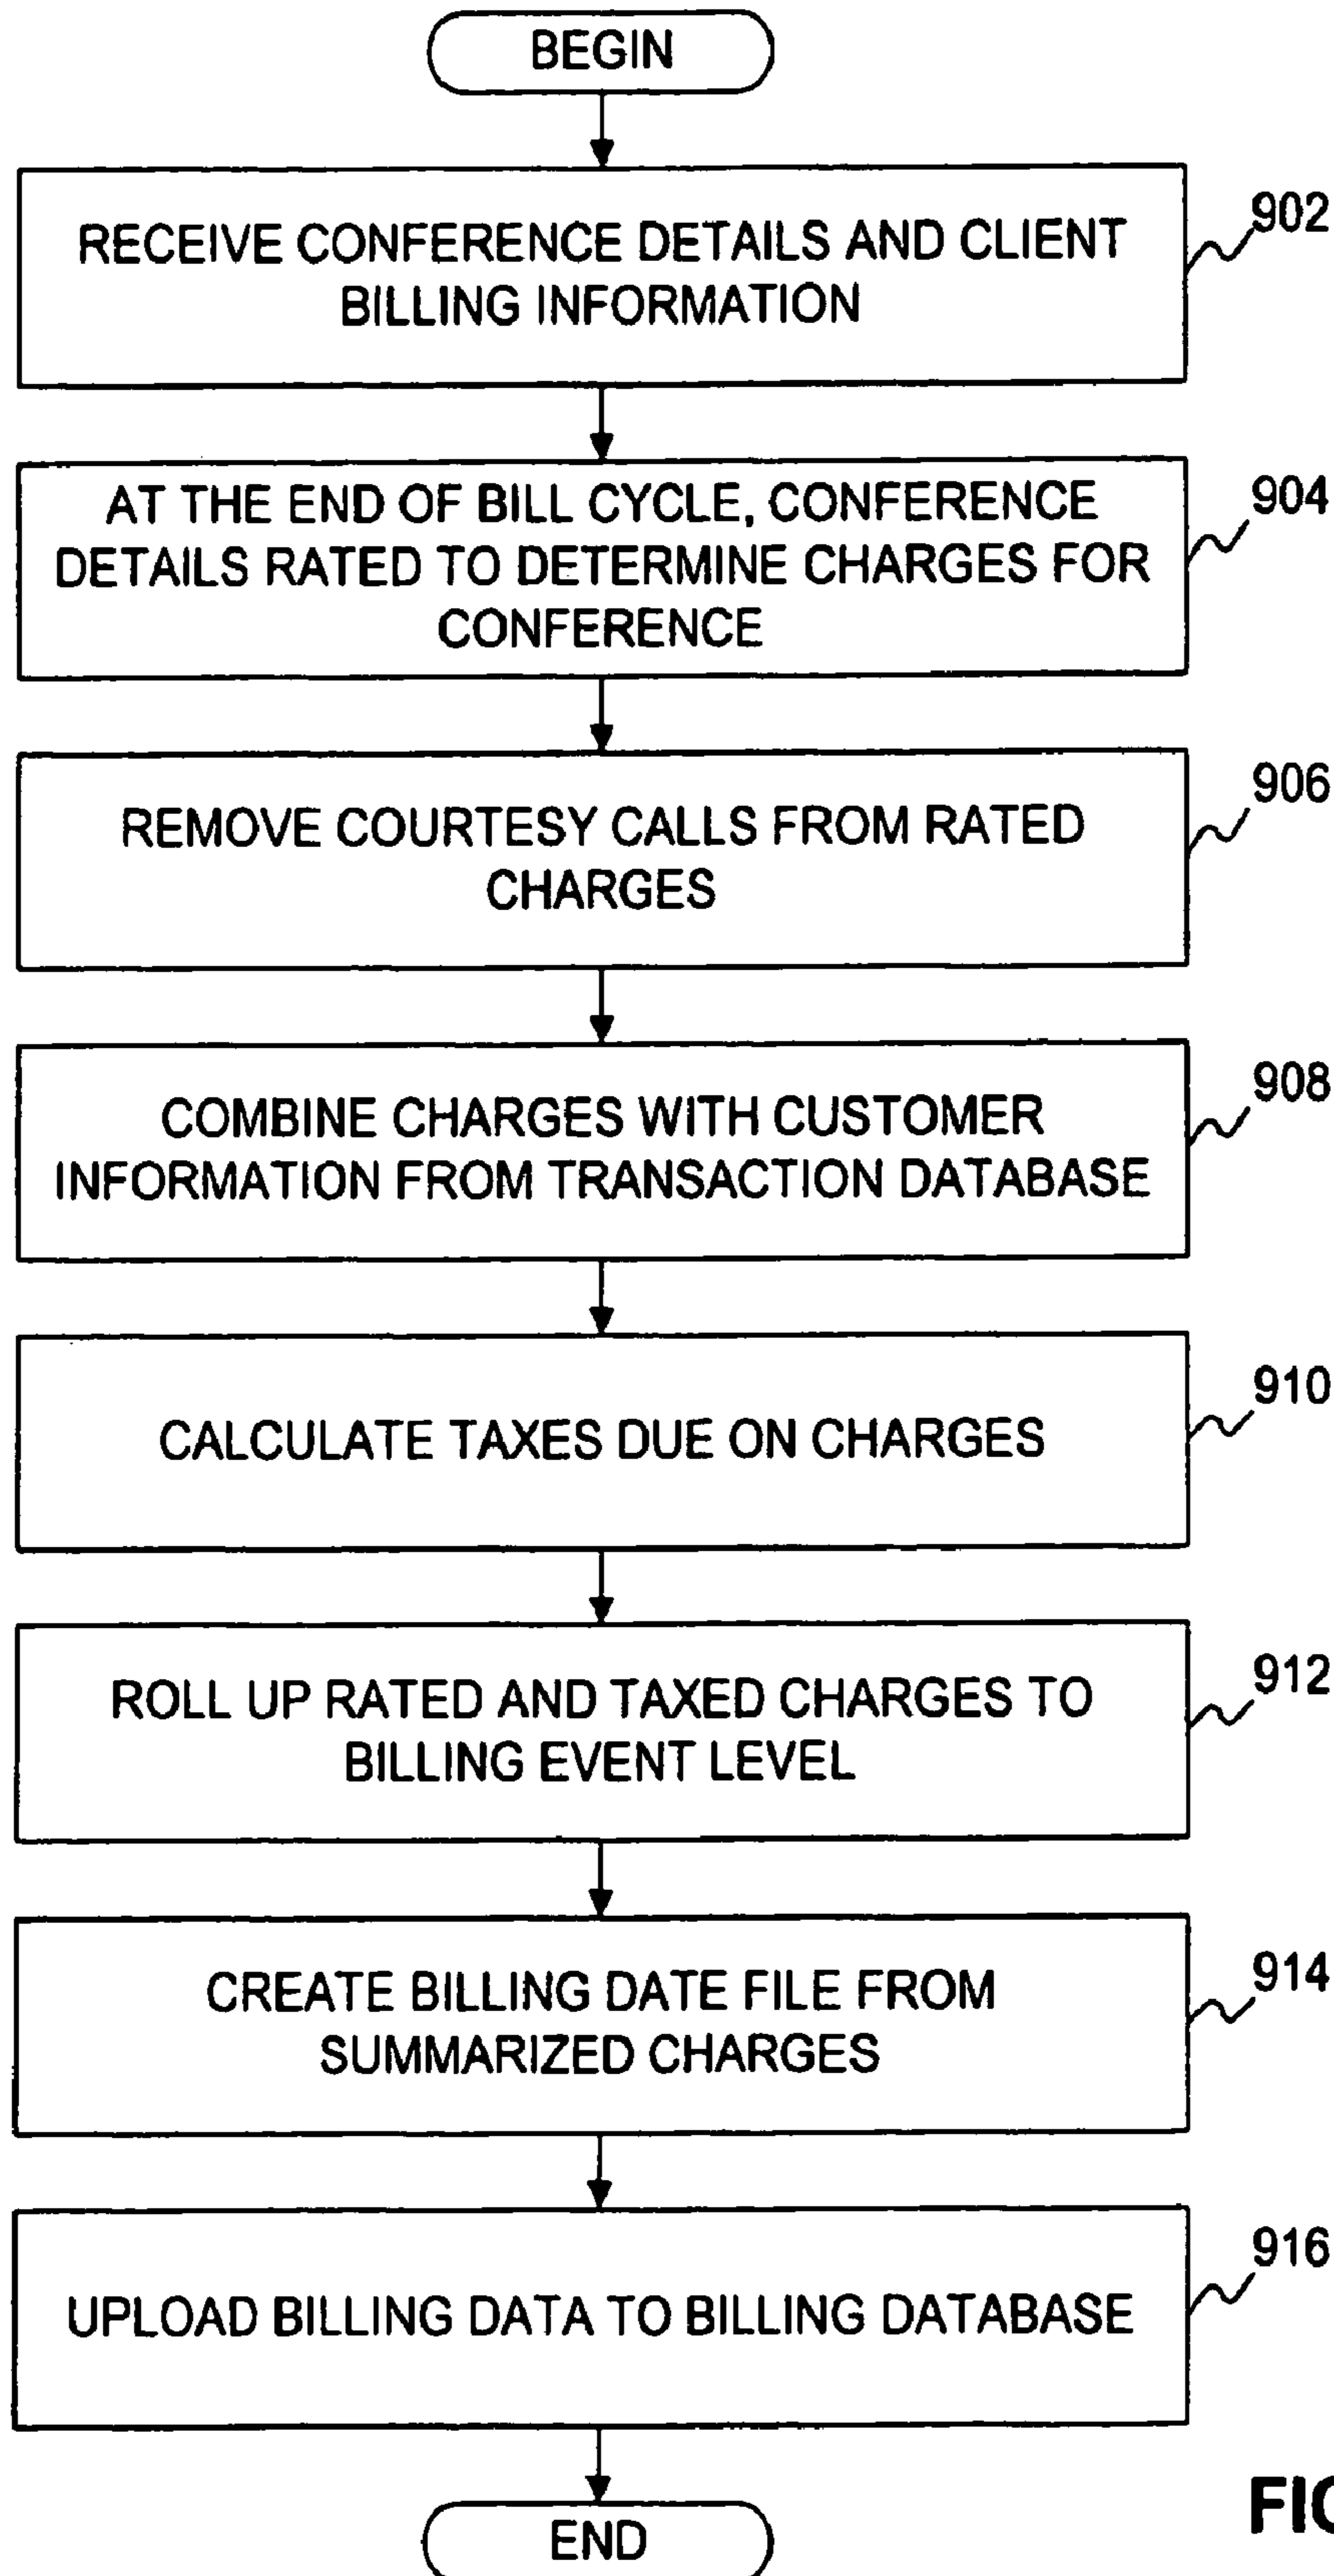 BEGIN
RECEIVE CONFERENCE DETAILS AND CLIENT
BILLING INFORMATION
902
AT THE END OF BILL CYCLE, CONFERENCE
DETAILS RATED TO DETERMINE CHARGES FOR
CONFERENCE
904
REMOVE COURTESY CALLS FROM RATED
CHARGES
906
COMBINE CHARGES WITH CUSTOMER
INFORMATION FROM TRANSACTION DATABASE
908
CALCULATE TAXES DUE ON CHARGES
910
ROLL UP RATED AND TAXED CHARGES TO
BILLING EVENT LEVEL
912
CREATE BILLING DATE FILE FROM
SUMMARIZED CHARGES
914
UPLOAD BILLING DATA TO BILLING DATABASE
916
END